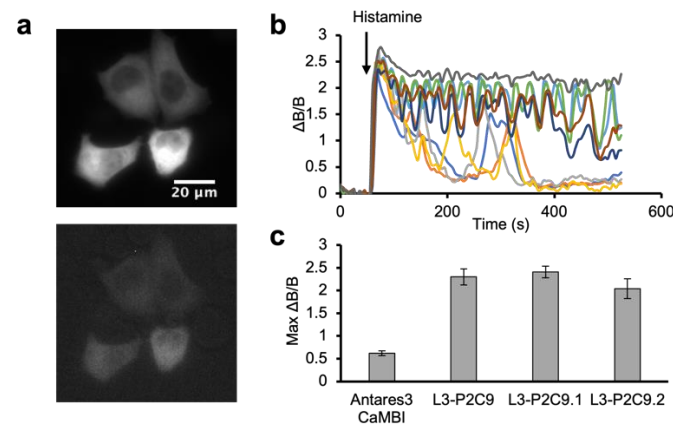 a
20 µm
b
Histamine
ΔB/B
3
2.5
2
1.5
1
0.5
0
0
200
400
600
Time (s)
c
Max ΔB/B
3
2.5
2
1.5
1
0.5
0
Antares3 L3-P2C9 L3-P2C9.1 L3-P2C9.2
CaMBI